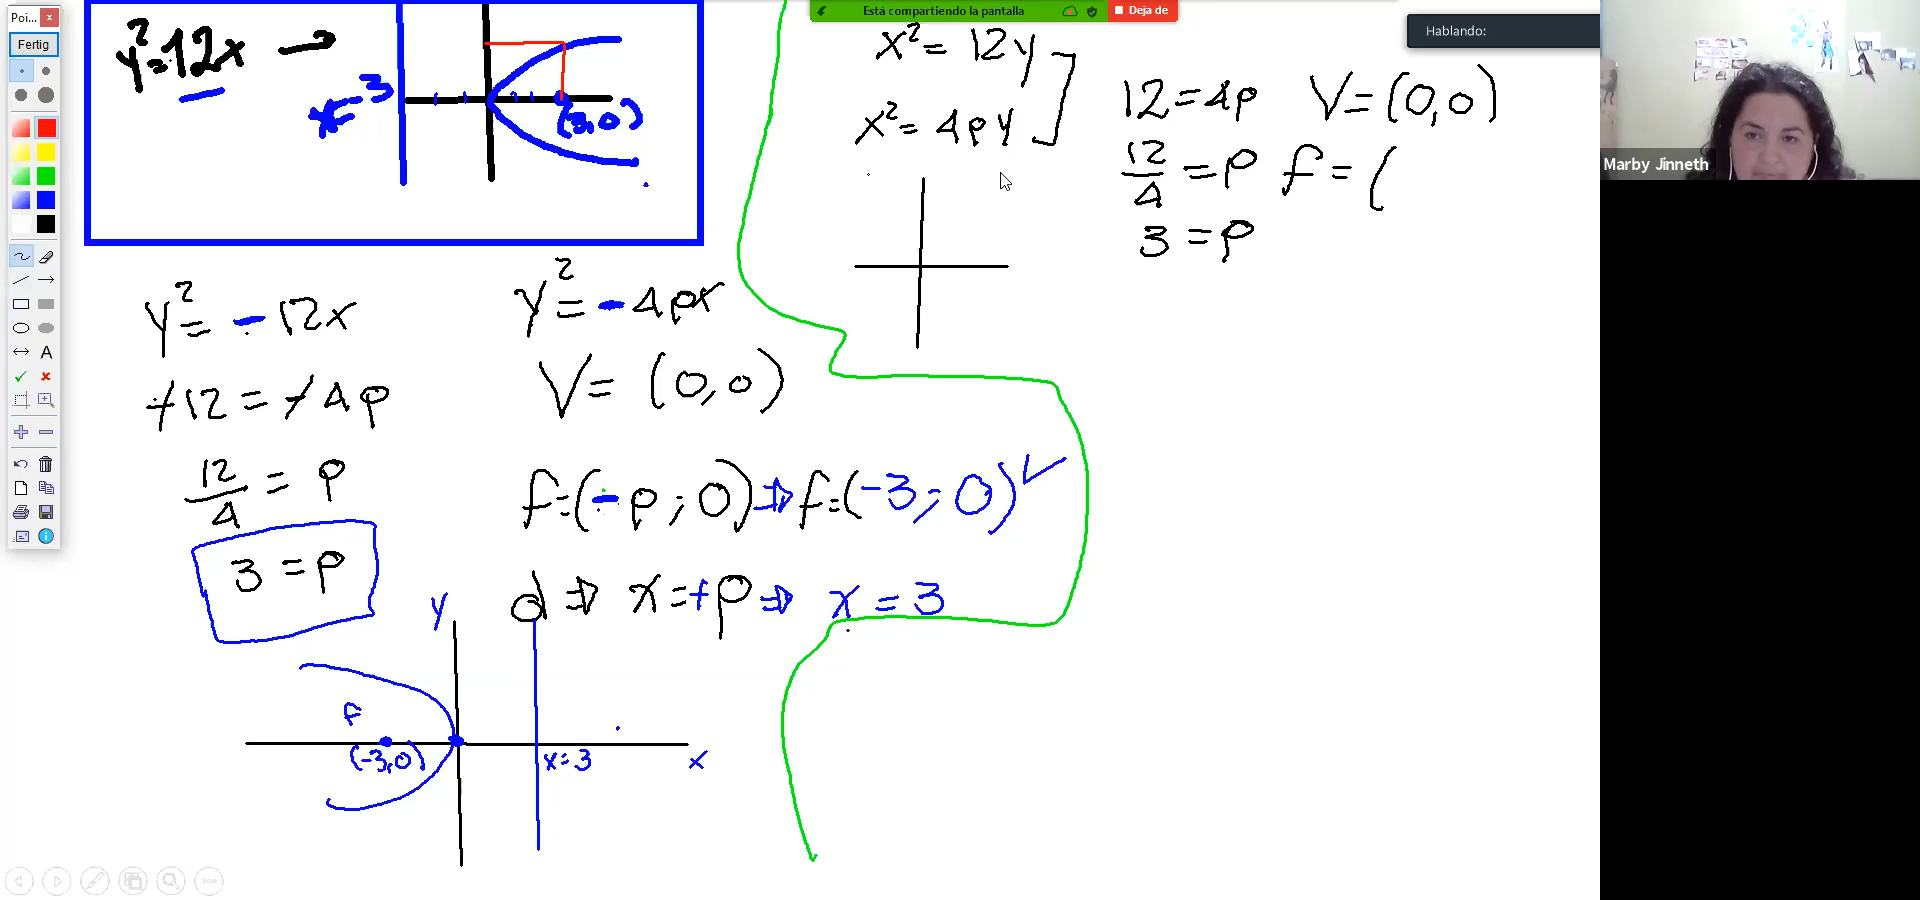 Poi...
Fertig
A
Está compartiendo la pantalla
Deja de
Hablando:
Marby Jinneth
y² = 12x →
-3
(3,0)
y² = - 12x
-12 = -4p
12/4 = p
3 = p
y² = - 4px
V = (0,0)
f = (-p ; 0) ⇒ f = (-3 ; 0) ✓
d ⇒ x = +p ⇒ x = 3
y
f
(-3,0)
x=3
x
x² = 12y
x² = 4py
12 = 4p
12/4 = p
3 = p
V = (0,0)
f = (